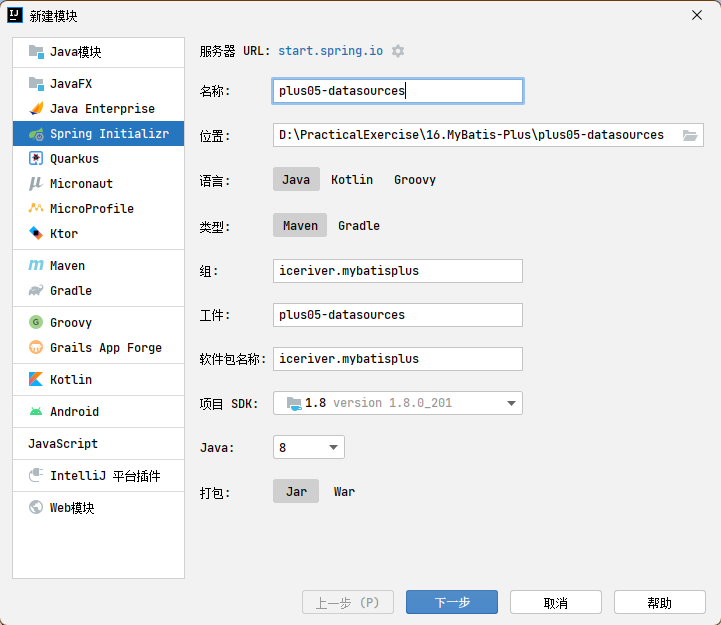 新建模块
Java模块
JavaFX
Java Enterprise
Spring Initializr
Quarkus
Micronaut
MicroProfile
Ktor
Maven
Gradle
Groovy
Grails App Forge
Kotlin
Android
JavaScript
IntelliJ 平台插件
Web模块
服务器 URL: start.spring.io
名称: plus05-datasources
位置: D:\PracticalExercise\16.MyBatis-Plus\plus05-datasources
语言: Java Kotlin Groovy
类型: Maven Gradle
组: iceriver.mybatisplus
工件: plus05-datasources
软件包名称: iceriver.mybatisplus
项目 SDK: 1.8 version 1.8.0_201
Java: 8
打包: Jar War
上一步 (P) 下一步 取消 帮助